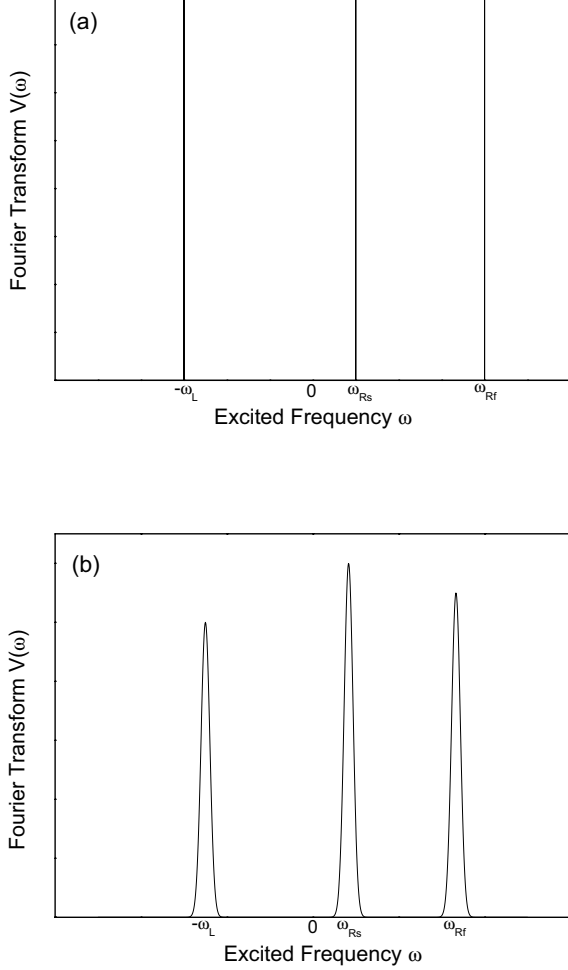 (a)
Fourier Transform V(ω)
-ω_L 0 ω_Rs ω_Rf
Excited Frequency ω
(b)
Fourier Transform V(ω)
-ω_L 0 ω_Rs ω_Rf
Excited Frequency ω